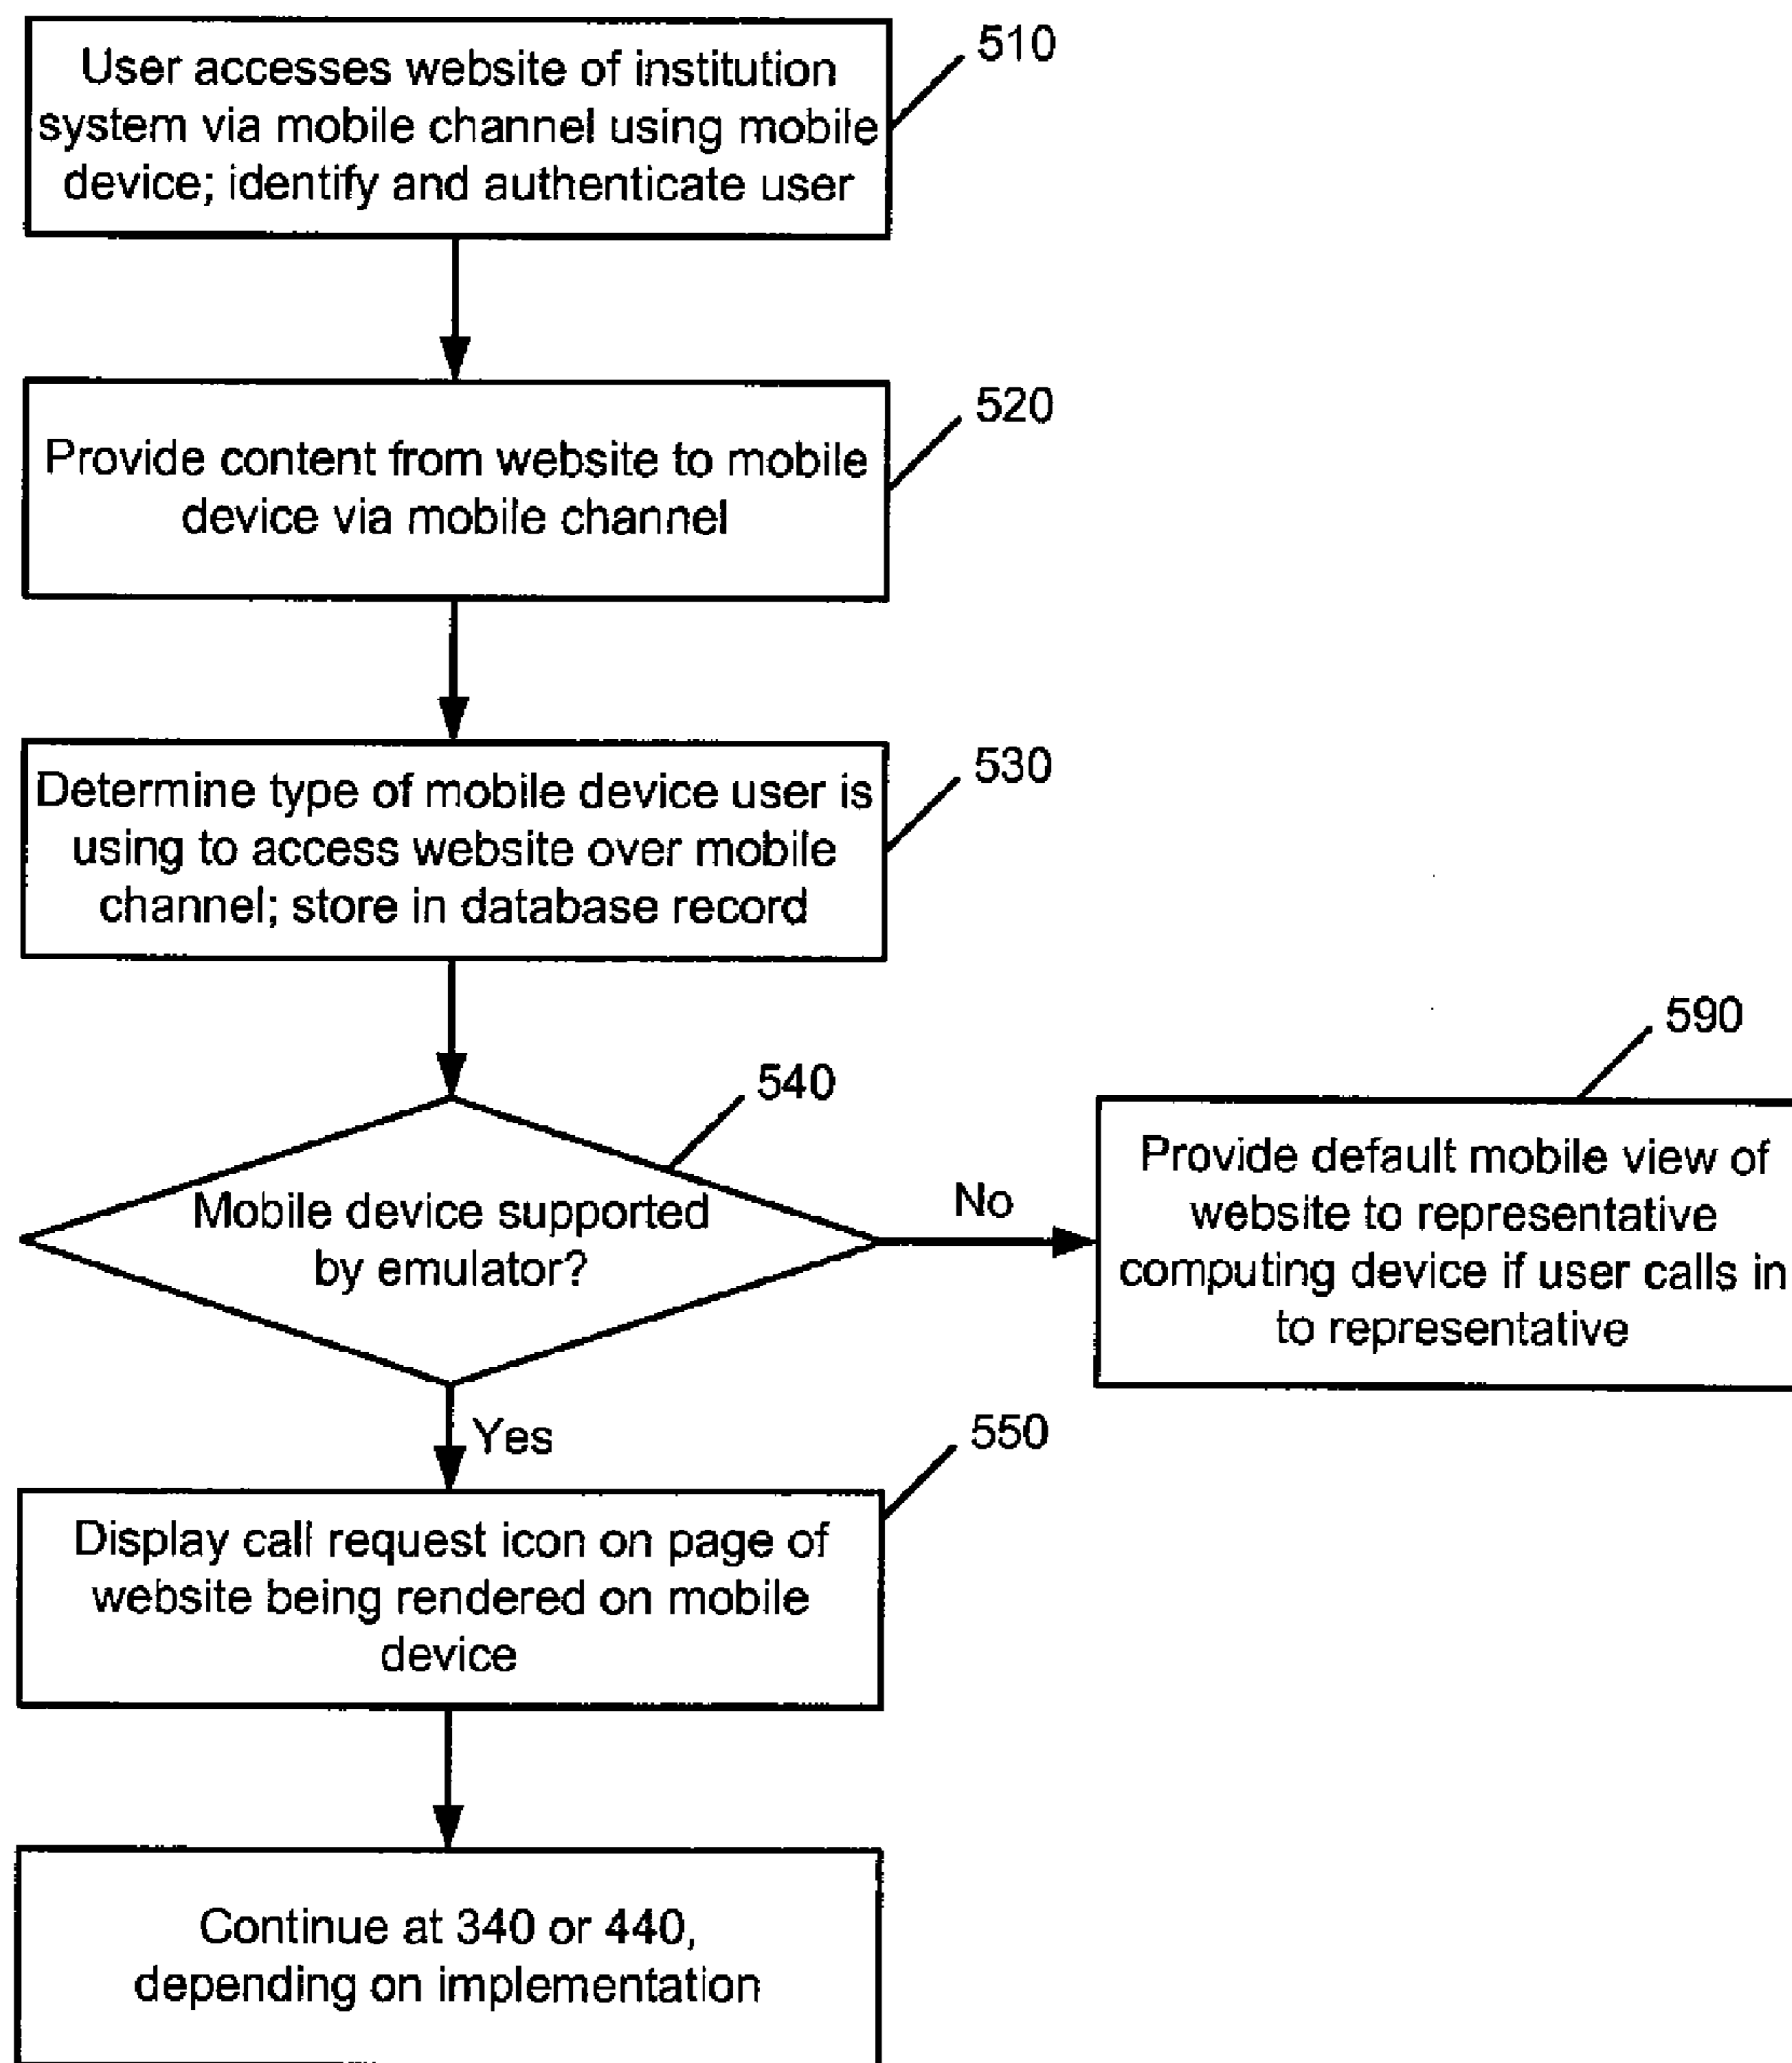 510
User accesses website of institution
system via mobile channel using mobile
device; identify and authenticate user
520
Provide content from website to mobile
device via mobile channel
530
Determine type of mobile device user is
using to access website over mobile
channel; store in database record
540
Mobile device supported
by emulator?
No
590
Provide default mobile view of
website to representative
computing device if user calls in
to representative
Yes
550
Display call request icon on page of
website being rendered on mobile
device
Continue at 340 or 440,
depending on implementation